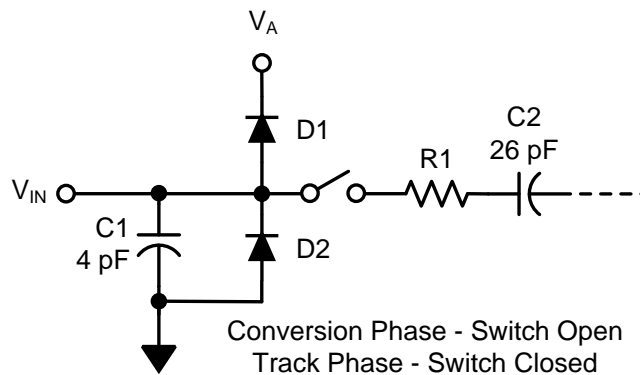 V_A
D1
C2
26 pF
R1
V_IN
C1
4 pF
D2
Conversion Phase - Switch Open
Track Phase - Switch Closed